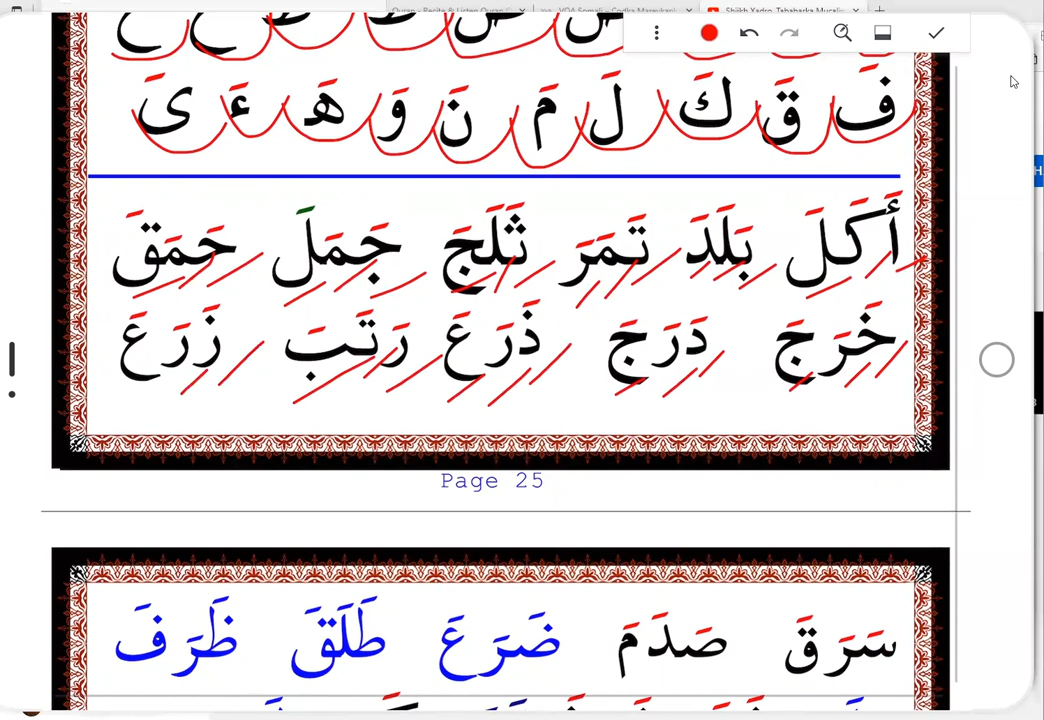 فَ قَ كَ لَ مَ نَ وَ هَ ءَ ىَ
أَكَلَ بَلَدَ تَمَرَ ثَلَجَ جَمَلَ حَمَقَ
خَرَجَ دَرَجَ ذَرَعَ رَتَبَ زَرَعَ
Page 25
سَرَقَ صَدَمَ ضَرَعَ طَلَقَ ظَرَفَ